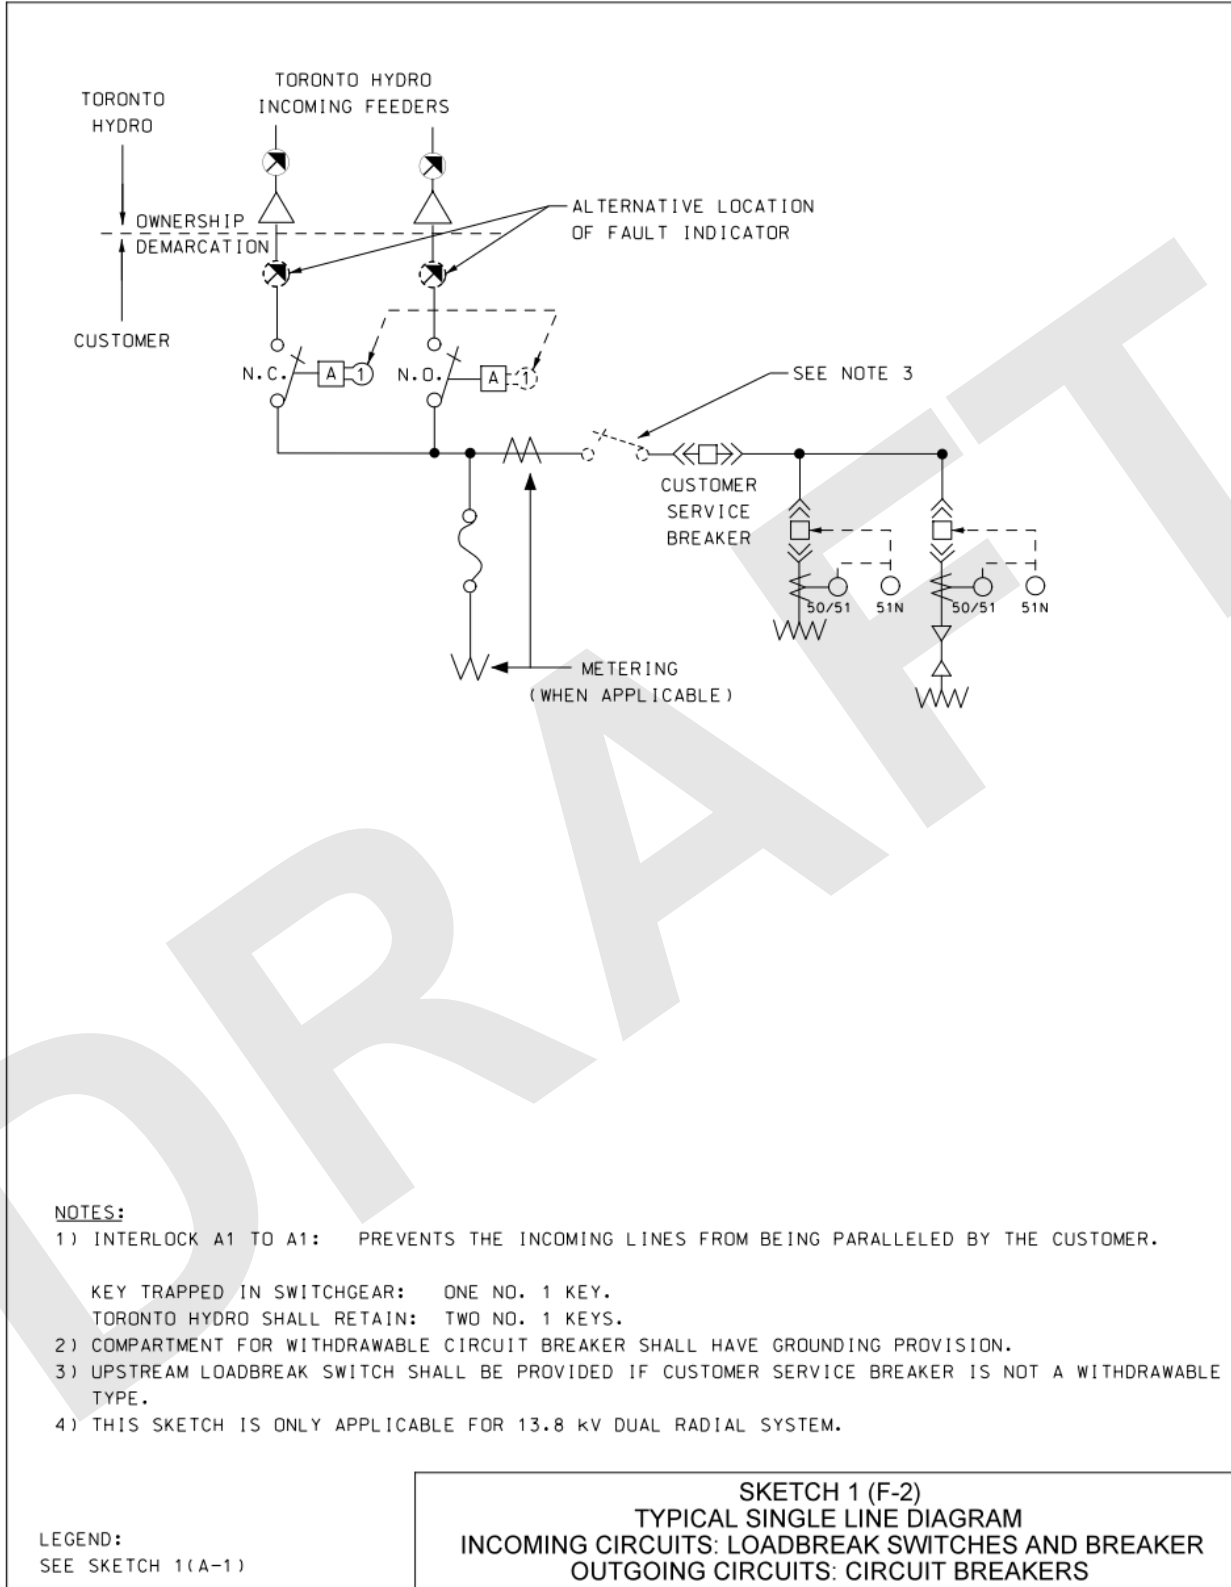 TORONTO HYDRO
INCOMING FEEDERS
TORONTO
HYDRO
OWNERSHIP
DEMARCATION
CUSTOMER
ALTERNATIVE LOCATION
OF FAULT INDICATOR
N.C.
A
1
N.O.
A
1
SEE NOTE 3
CUSTOMER
SERVICE
BREAKER
50/51
51N
50/51
51N
METERING
(WHEN APPLICABLE)
DRAFT
NOTES:
1) INTERLOCK A1 TO A1: PREVENTS THE INCOMING LINES FROM BEING PARALLELED BY THE CUSTOMER.
KEY TRAPPED IN SWITCHGEAR: ONE NO. 1 KEY.
TORONTO HYDRO SHALL RETAIN: TWO NO. 1 KEYS.
2) COMPARTMENT FOR WITHDRAWABLE CIRCUIT BREAKER SHALL HAVE GROUNDING PROVISION.
3) UPSTREAM LOADBREAK SWITCH SHALL BE PROVIDED IF CUSTOMER SERVICE BREAKER IS NOT A WITHDRAWABLE
TYPE.
4) THIS SKETCH IS ONLY APPLICABLE FOR 13.8 kV DUAL RADIAL SYSTEM.
LEGEND:
SEE SKETCH 1(A-1)
SKETCH 1 (F-2)
TYPICAL SINGLE LINE DIAGRAM
INCOMING CIRCUITS: LOADBREAK SWITCHES AND BREAKER
OUTGOING CIRCUITS: CIRCUIT BREAKERS